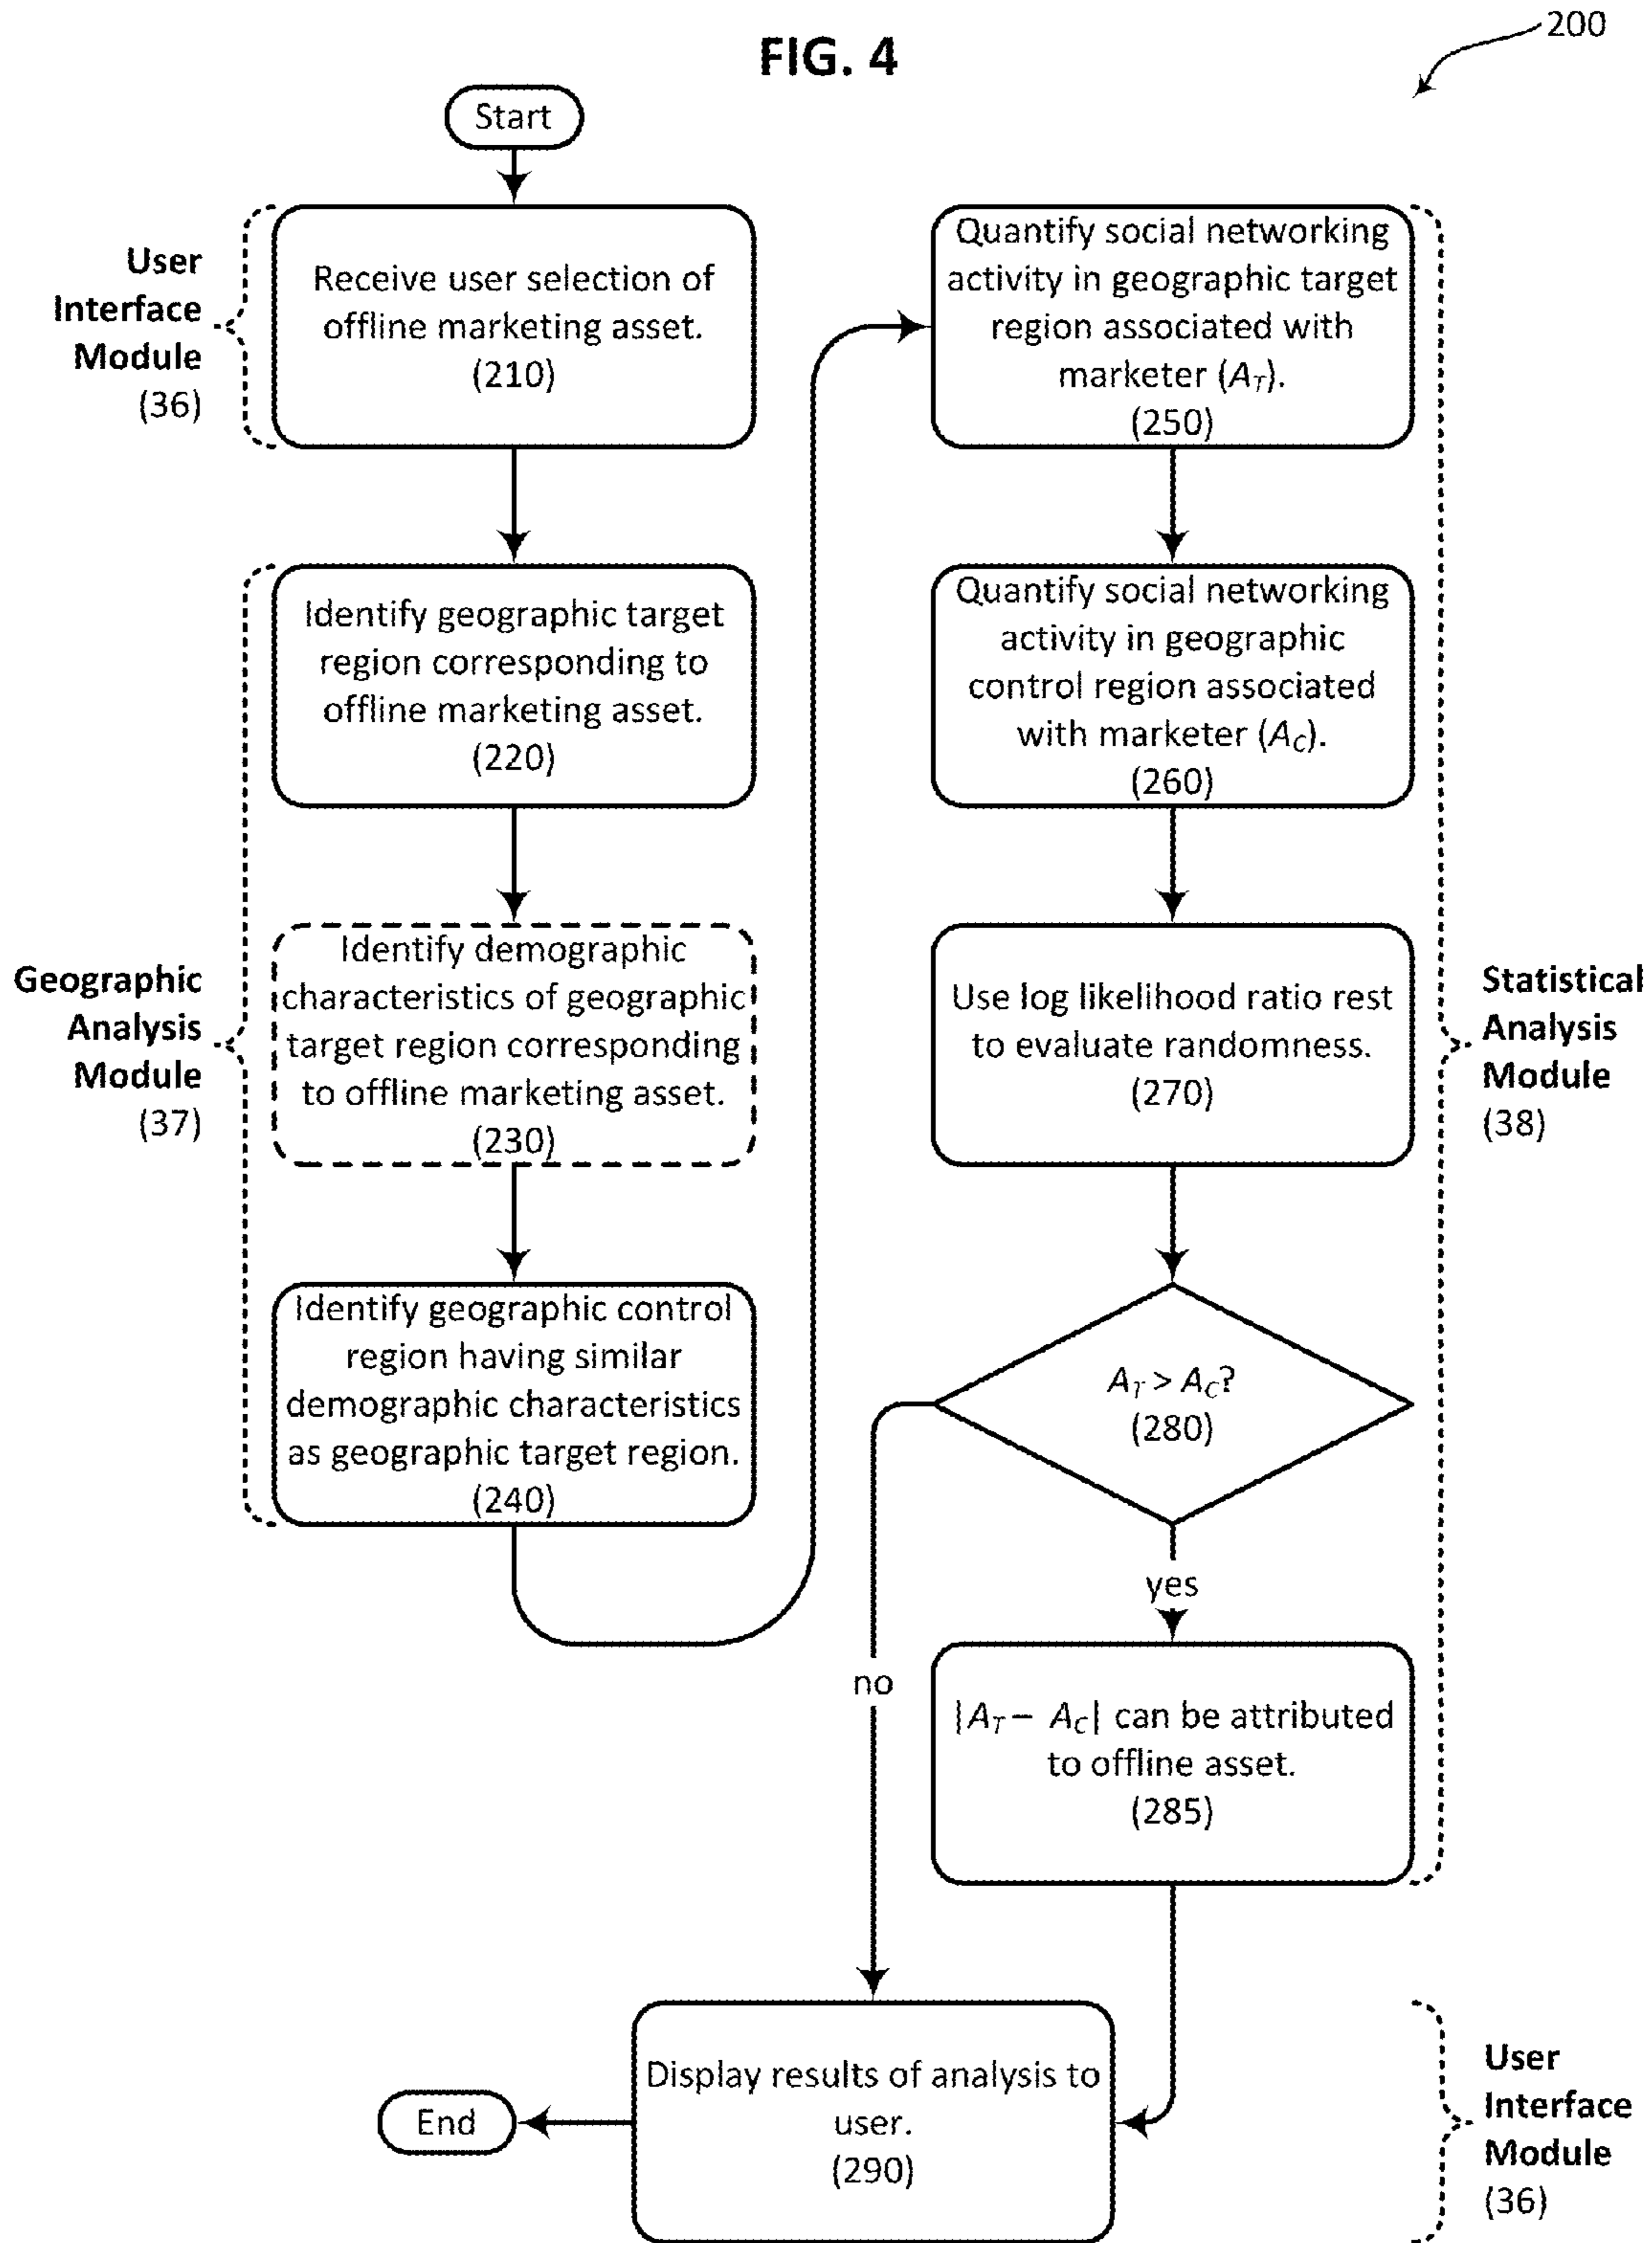 FIG. 4
200
Start
User
Interface
Module
(36)
Receive user selection of
offline marketing asset.
(210)
Geographic
Analysis
Module
(37)
Identify geographic target
region corresponding to
offline marketing asset.
(220)
Identify demographic
characteristics of geographic
target region corresponding
to offline marketing asset.
(230)
Identify geographic control
region having similar
demographic characteristics
as geographic target region.
(240)
Quantify social networking
activity in geographic target
region associated with
marketer (A_T).
(250)
Quantify social networking
activity in geographic
control region associated
with marketer (A_C).
(260)
Use log likelihood ratio rest
to evaluate randomness.
(270)
A_T > A_C?
(280)
yes
no
|A_T – A_C| can be attributed
to offline asset.
(285)
Statistical
Analysis
Module
(38)
Display results of analysis to
user.
(290)
End
User
Interface
Module
(36)